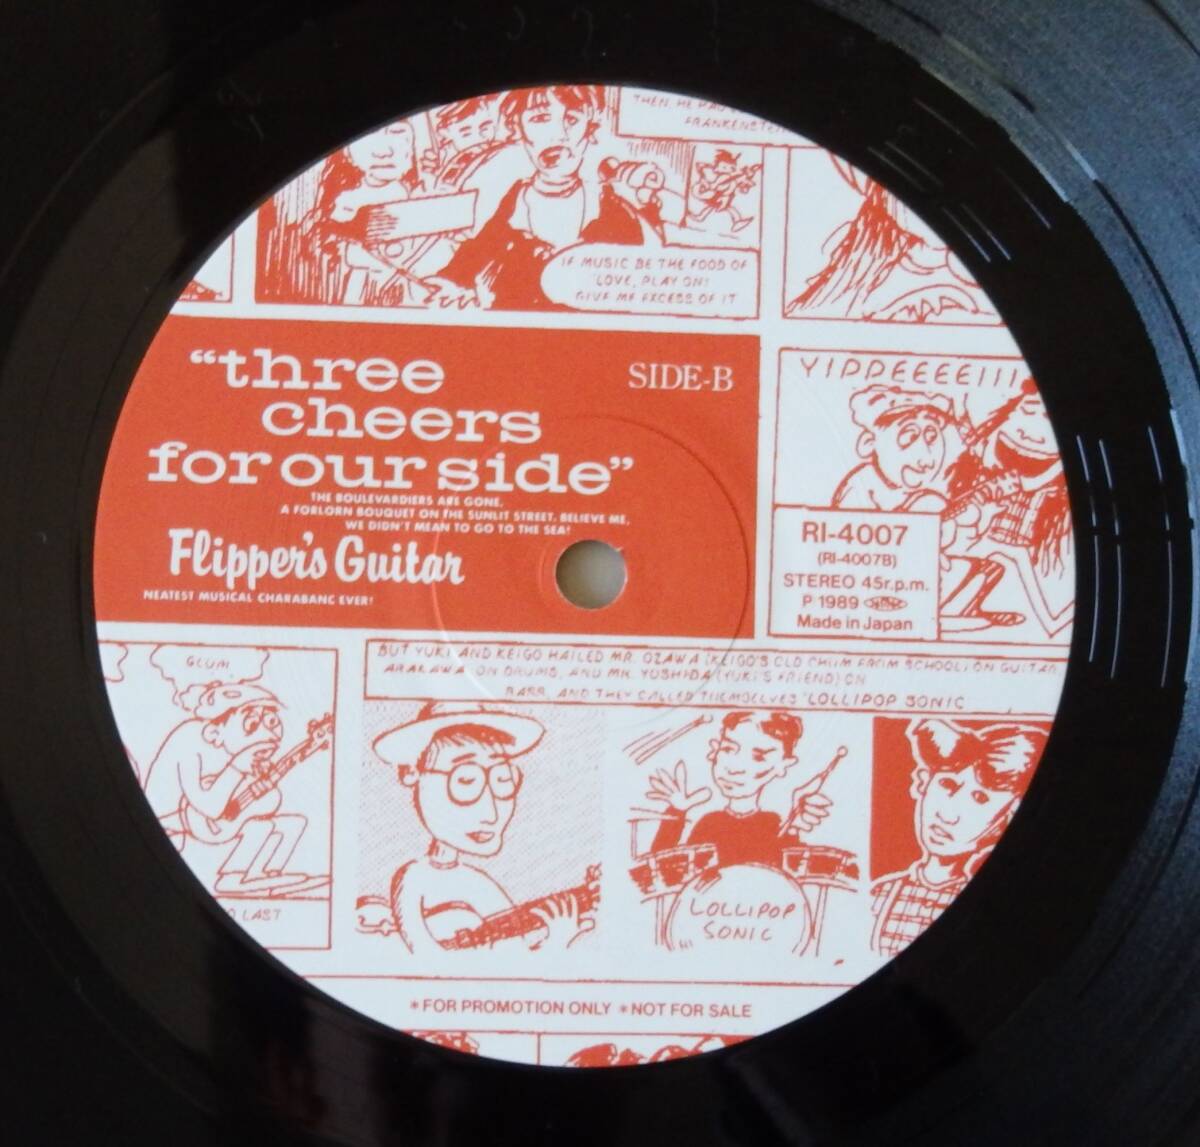 THEN, HE
FRANKENSTEIN
IF MUSIC BE THE FOOD OF
LOVE, PLAY ON!
GIVE ME EXCESS OF IT
"three
cheers
for our side"
SIDE-B
THE BOULEVARDIERS ARE GONE.
A FORLORN BOUQUET ON THE SUNLIT STREET. BELIEVE ME,
WE DIDN'T MEAN TO GO TO THE SEA!
Flipper's Guitar
NEATEST MUSICAL CHARABANC EVER!
YIPPEEEE!!!
RI-4007
(RI-4007B)
STEREO 45r.p.m.
P 1989
Made in Japan
GLUM
BUT YUKI AND KEIGO HAILED MR. OZAWA (KEIGO'S OLD CHUM FROM SCHOOL) ON GUITAR
ARAKAWA ON DRUMS, AND MR. YOSHIDA (YUKI'S FRIEND) ON
BASS, AND THEY CALLED THEMSELVES "LOLLIPOP SONIC
LAST
LOLLIPOP
SONIC
*FOR PROMOTION ONLY *NOT FOR SALE